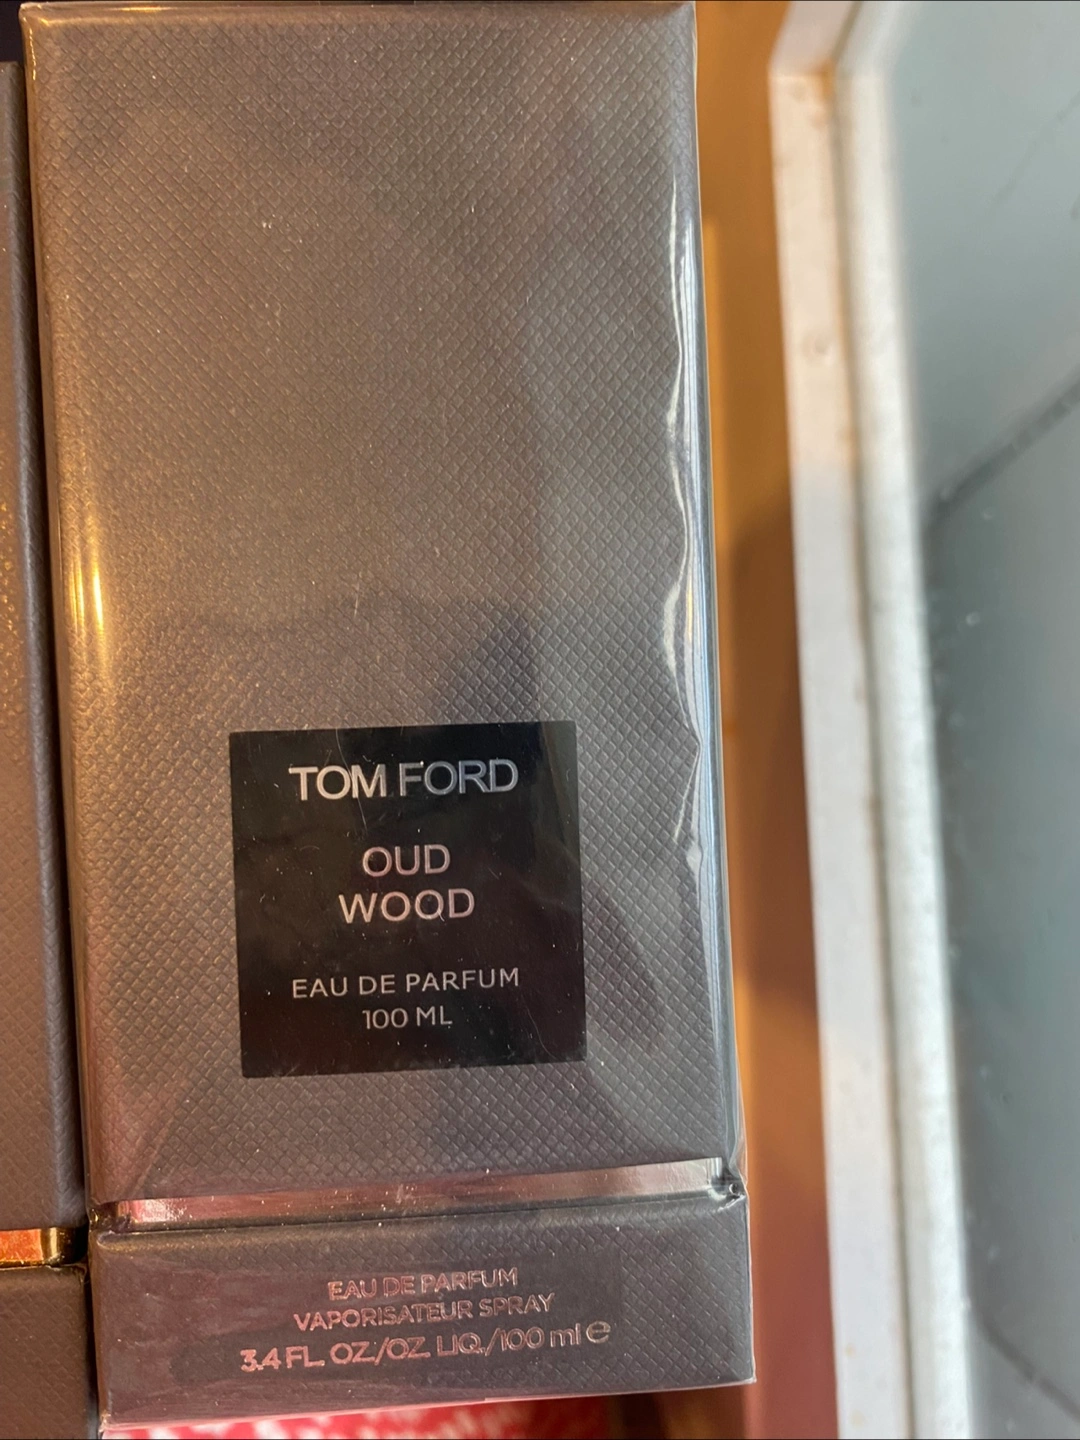 TOM FORD
OUD
WOOD
EAU DE PARFUM
100 ML
EAU DE PARFUM
VAPORISATEUR SPRAY
3.4 FL. OZ./OZ. LIQ./100 ml e